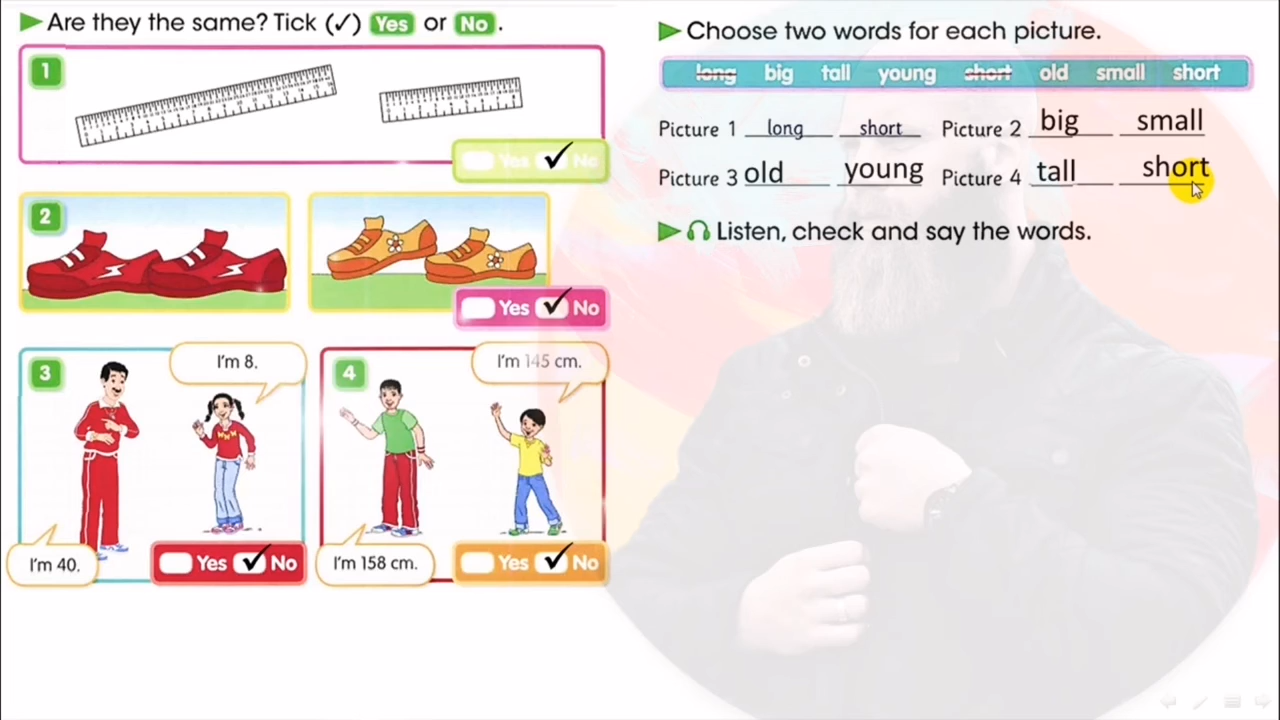 Are they the same? Tick (✓) Yes or No.
1
Yes ✓ No
2
Yes ✓ No
3
I'm 8.
I'm 40.
Yes ✓ No
4
I'm 145 cm.
I'm 158 cm.
Yes ✓ No
Choose two words for each picture.
long big tall young short old small short
Picture 1 long short Picture 2 big small
Picture 3 old young Picture 4 tall short
Listen, check and say the words.